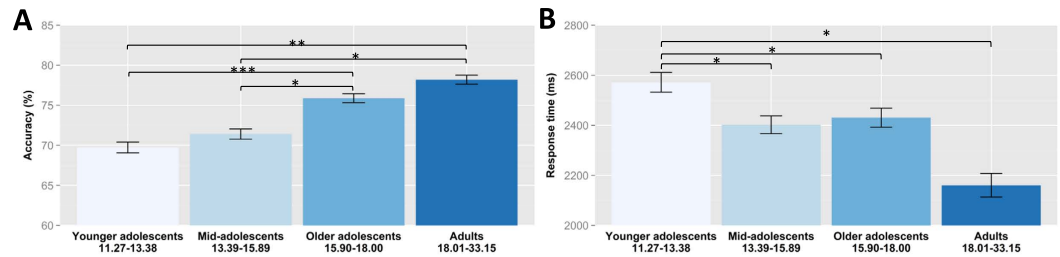 A
85
80
75
70
65
60
Accuracy (%)
**
*
***
*
Younger adolescents
11.27-13.38
Mid-adolescents
13.39-15.89
Older adolescents
15.90-18.00
Adults
18.01-33.15
B
2800
2600
2400
2200
2000
Response time (ms)
*
*
*
Younger adolescents
11.27-13.38
Mid-adolescents
13.39-15.89
Older adolescents
15.90-18.00
Adults
18.01-33.15